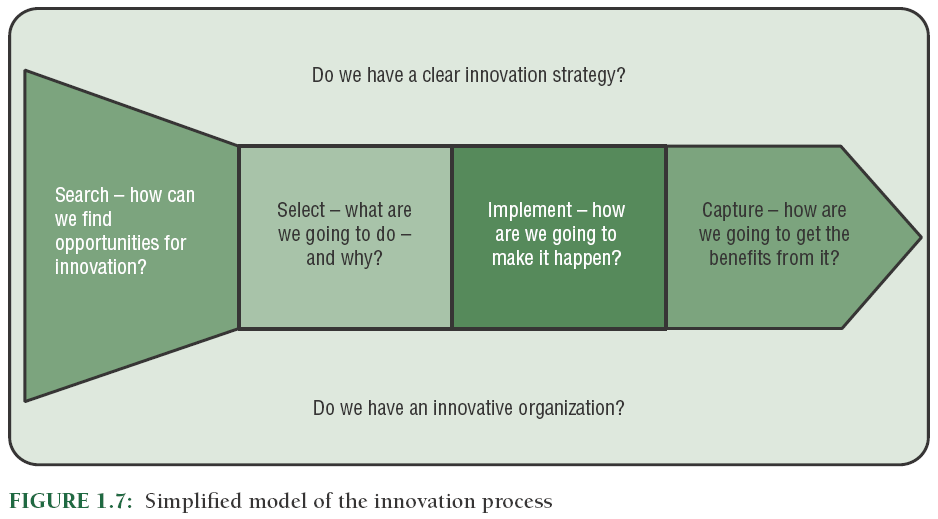 Do we have a clear innovation strategy?
Search – how can
we find
opportunities for
innovation?
Select – what are
we going to do –
and why?
Implement – how
are we going to
make it happen?
Capture – how are
we going to get the
benefits from it?
Do we have an innovative organization?
FIGURE 1.7: Simplified model of the innovation process